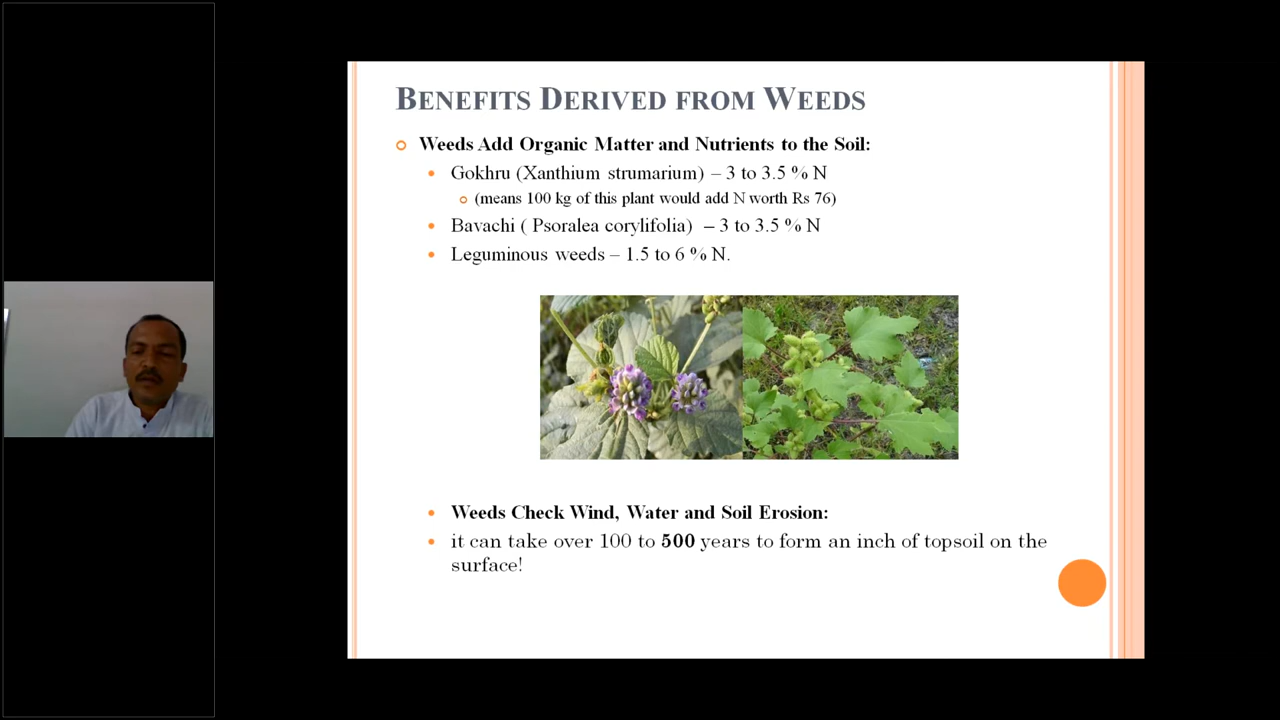 BENEFITS DERIVED FROM WEEDS
Weeds Add Organic Matter and Nutrients to the Soil:
Gokhru (Xanthium strumarium) – 3 to 3.5 % N
(means 100 kg of this plant would add N worth Rs 76)
Bavachi ( Psoralea corylifolia) – 3 to 3.5 % N
Leguminous weeds – 1.5 to 6 % N.
Weeds Check Wind, Water and Soil Erosion:
it can take over 100 to 500 years to form an inch of topsoil on the
surface!